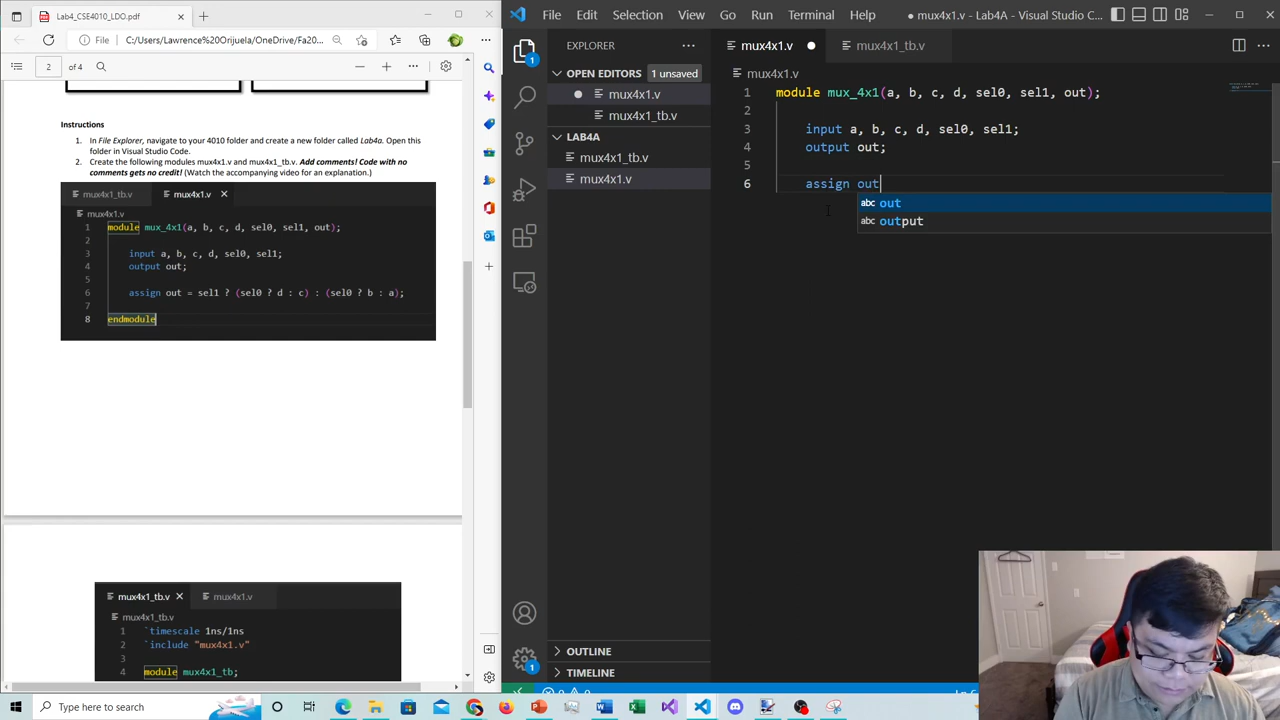 Lab4_CSE4010_LDO.pdf
File C:/Users/Lawrence%20Orijuela/OneDrive/Fa20...
2 of 4
Instructions
1. In File Explorer, navigate to your 4010 folder and create a new folder called Lab4a. Open this
folder in Visual Studio Code.
2. Create the following modules mux4x1.v and mux4x1_tb.v. Add comments! Code with no
comments gets no credit! (Watch the accompanying video for an explanation.)
mux4x1_tb.v mux4x1.v
mux4x1.v
1 module mux_4x1(a, b, c, d, sel0, sel1, out);
2
3 input a, b, c, d, sel0, sel1;
4 output out;
5
6 assign out = sel1 ? (sel0 ? d : c) : (sel0 ? b : a);
7
8 endmodule
mux4x1_tb.v mux4x1.v
mux4x1_tb.v
1 `timescale 1ns/1ns
2 `include "mux4x1.v"
3
4 module mux4x1_tb;
File Edit Selection View Go Run Terminal Help ● mux4x1.v - Lab4A - Visual Studio C...
EXPLORER
OPEN EDITORS 1 unsaved
mux4x1.v
mux4x1_tb.v
LAB4A
mux4x1_tb.v
mux4x1.v
OUTLINE
TIMELINE
1
1
mux4x1.v mux4x1_tb.v
mux4x1.v
1 module mux_4x1(a, b, c, d, sel0, sel1, out);
2
3 input a, b, c, d, sel0, sel1;
4 output out;
5
6 assign out
abc out
abc output
Type here to search